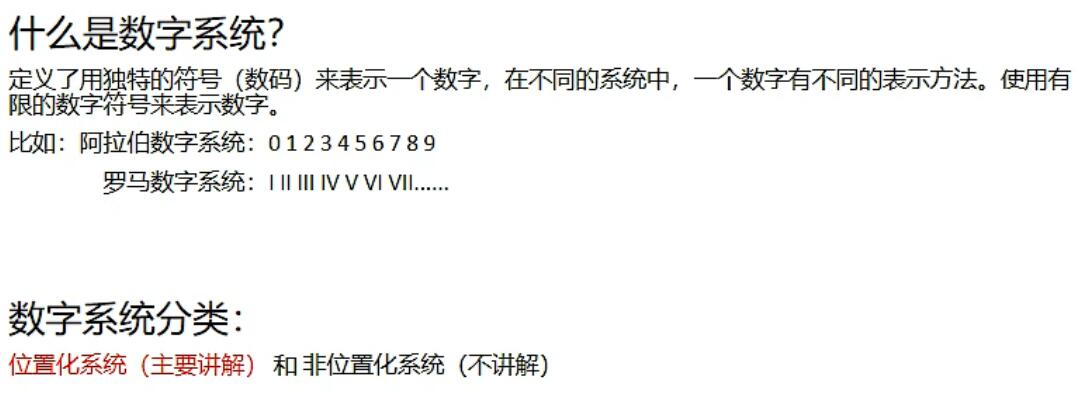 什么是数字系统？
定义了用独特的符号（数码）来表示一个数字，在不同的系统中，一个数字有不同的表示方法。使用有
限的数字符号来表示数字。
比如：阿拉伯数字系统：0 1 2 3 4 5 6 7 8 9
罗马数字系统：I II III IV V VI VII......
数字系统分类：
位置化系统（主要讲解） 和 非位置化系统（不讲解）